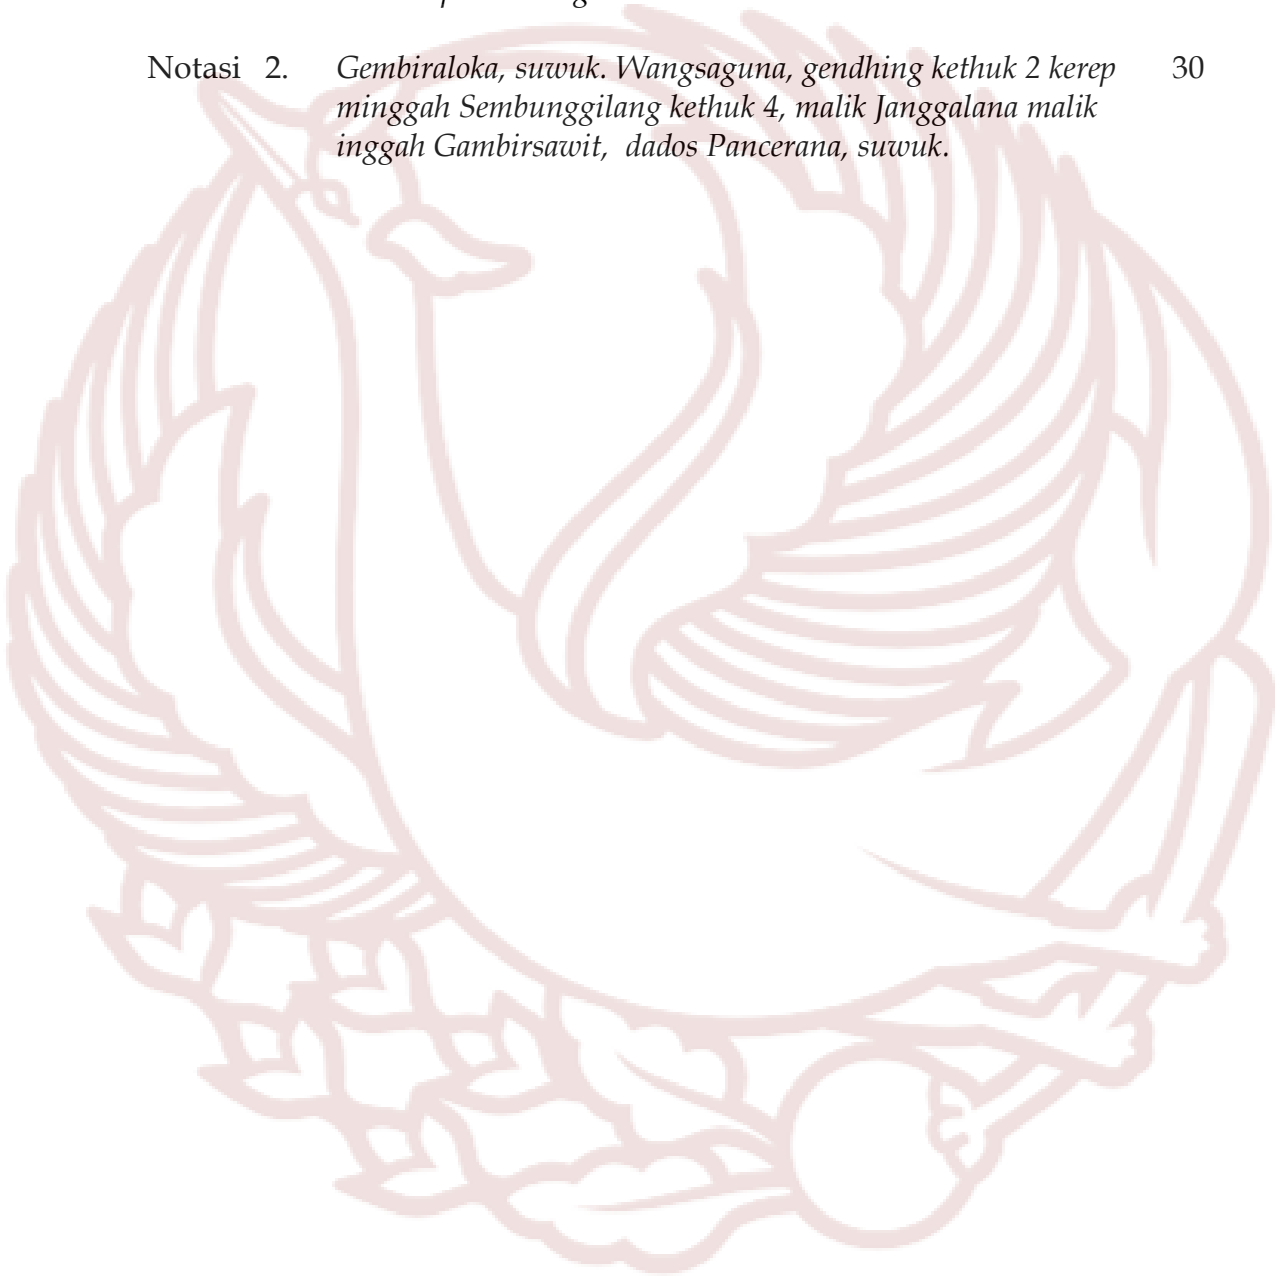 Notasi 2. Gembiraloka, suwuk. Wangsaguna, gendhing kethuk 2 kerep 30
minggah Sembunggilang kethuk 4, malik Janggalana malik
inggah Gambirsawit, dados Pancerana, suwuk.